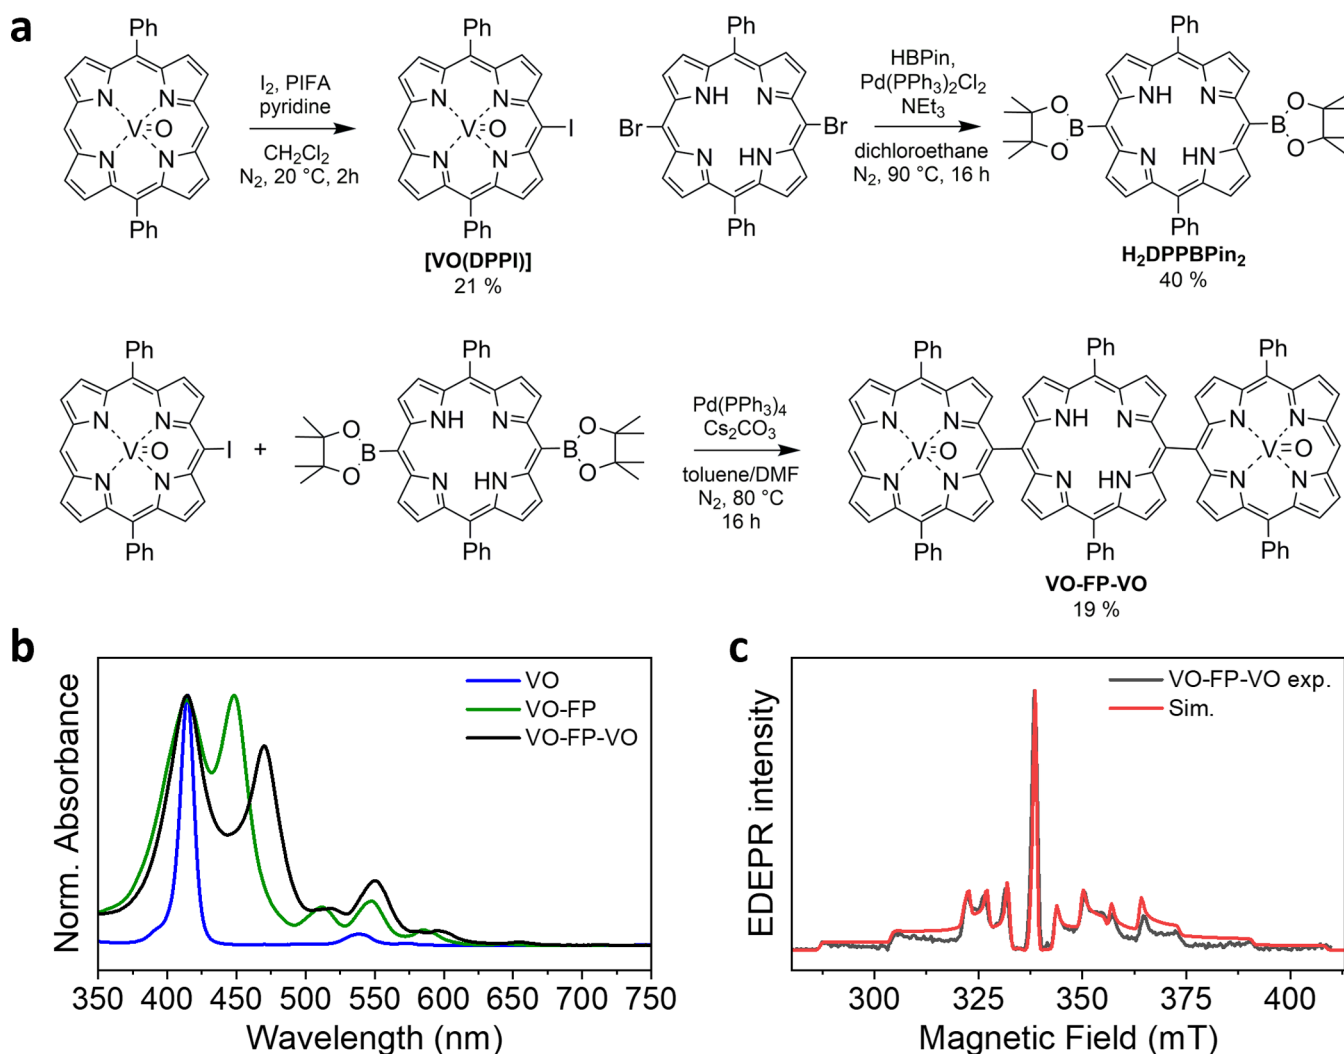 a
Ph
N
N
V=O
N
N
Ph
I2, PIFA
pyridine
CH2Cl2
N2, 20 °C, 2h
Ph
N
N
V=O
I
N
N
Ph
[VO(DPPI)]
21 %
Ph
NH
N
Br
Br
N
HN
Ph
HBPin,
Pd(PPh3)2Cl2
NEt3
dichloroethane
N2, 90 °C, 16 h
Ph
NH
N
O
B
O
B
O
O
N
HN
Ph
H2DPPBPin2
40 %
Ph
N
N
V=O
I
N
N
Ph
+
Ph
NH
N
O
B
O
B
O
O
N
HN
Ph
Pd(PPh3)4
Cs2CO3
toluene/DMF
N2, 80 °C
16 h
Ph
Ph
Ph
N
N
NH
N
N
N
V=O
V=O
N
N
N
HN
N
N
Ph
Ph
Ph
VO-FP-VO
19 %
b
Norm. Absorbance
VO
VO-FP
VO-FP-VO
350 400 450 500 550 600 650 700 750
Wavelength (nm)
c
EDEPR intensity
VO-FP-VO exp.
Sim.
300 325 350 375 400
Magnetic Field (mT)